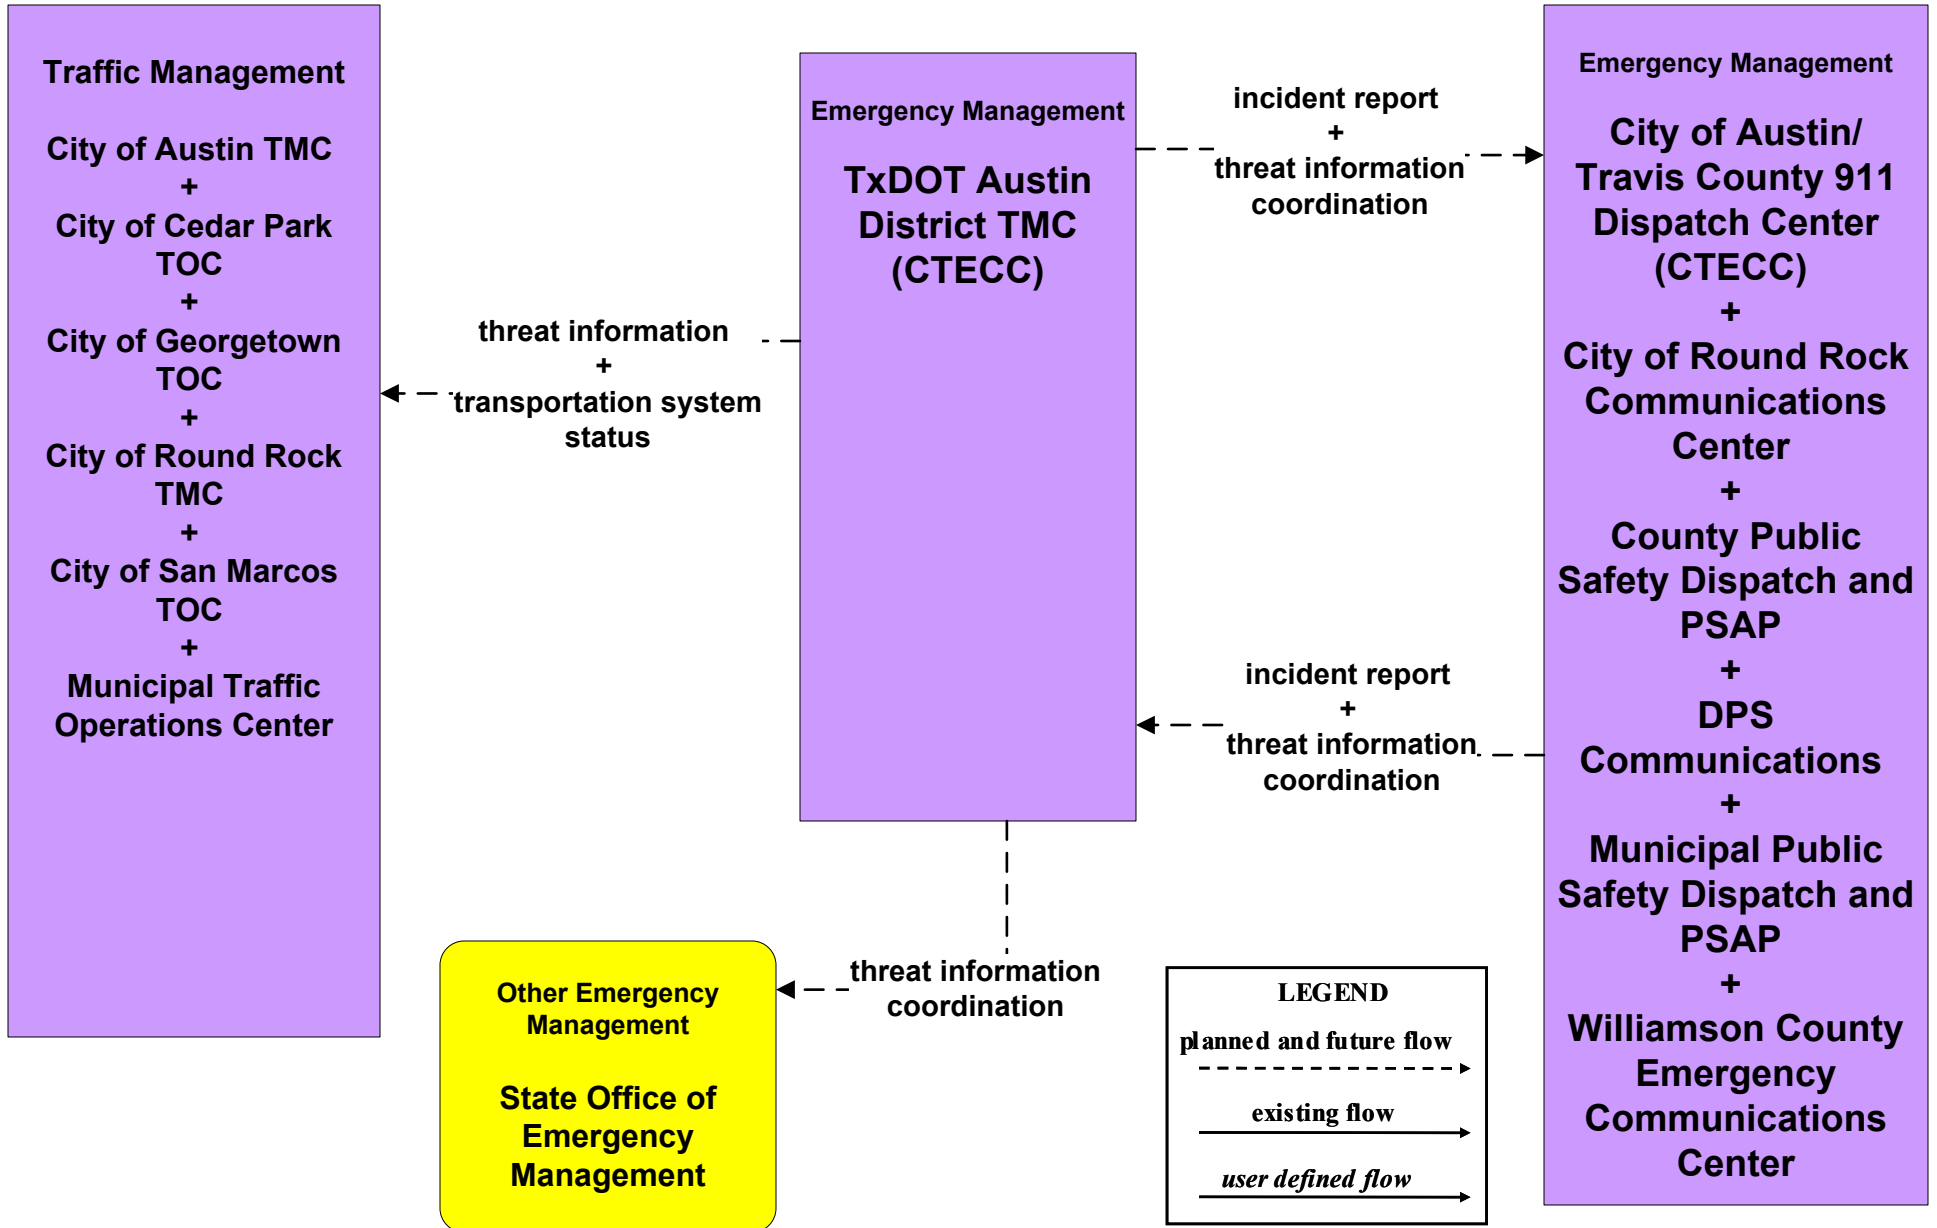 Traffic Management
City of Austin TMC
+
City of Cedar Park
TOC
+
City of Georgetown
TOC
+
City of Round Rock
TMC
+
City of San Marcos
TOC
+
Municipal Traffic
Operations Center
threat information
+
transportation system
status
Emergency Management
TxDOT Austin
District TMC
(CTECC)
incident report
+
threat information
coordination
incident report
+
threat information
coordination
Emergency Management
City of Austin/
Travis County 911
Dispatch Center
(CTECC)
+
City of Round Rock
Communications
Center
+
County Public
Safety Dispatch and
PSAP
+
DPS
Communications
+
Municipal Public
Safety Dispatch and
PSAP
+
Williamson County
Emergency
Communications
Center
threat information
coordination
Other Emergency
Management
State Office of
Emergency
Management
LEGEND
planned and future flow
existing flow
user defined flow